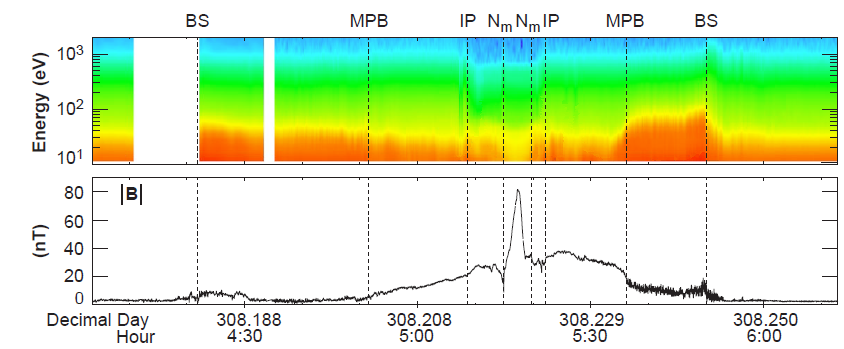 BS MPB IP Nm Nm IP MPB BS
Energy (eV)
10³
10²
10¹
|B|
(nT)
80
60
40
20
0
Decimal Day 308.188 308.208 308.229 308.250
Hour 4:30 5:00 5:30 6:00